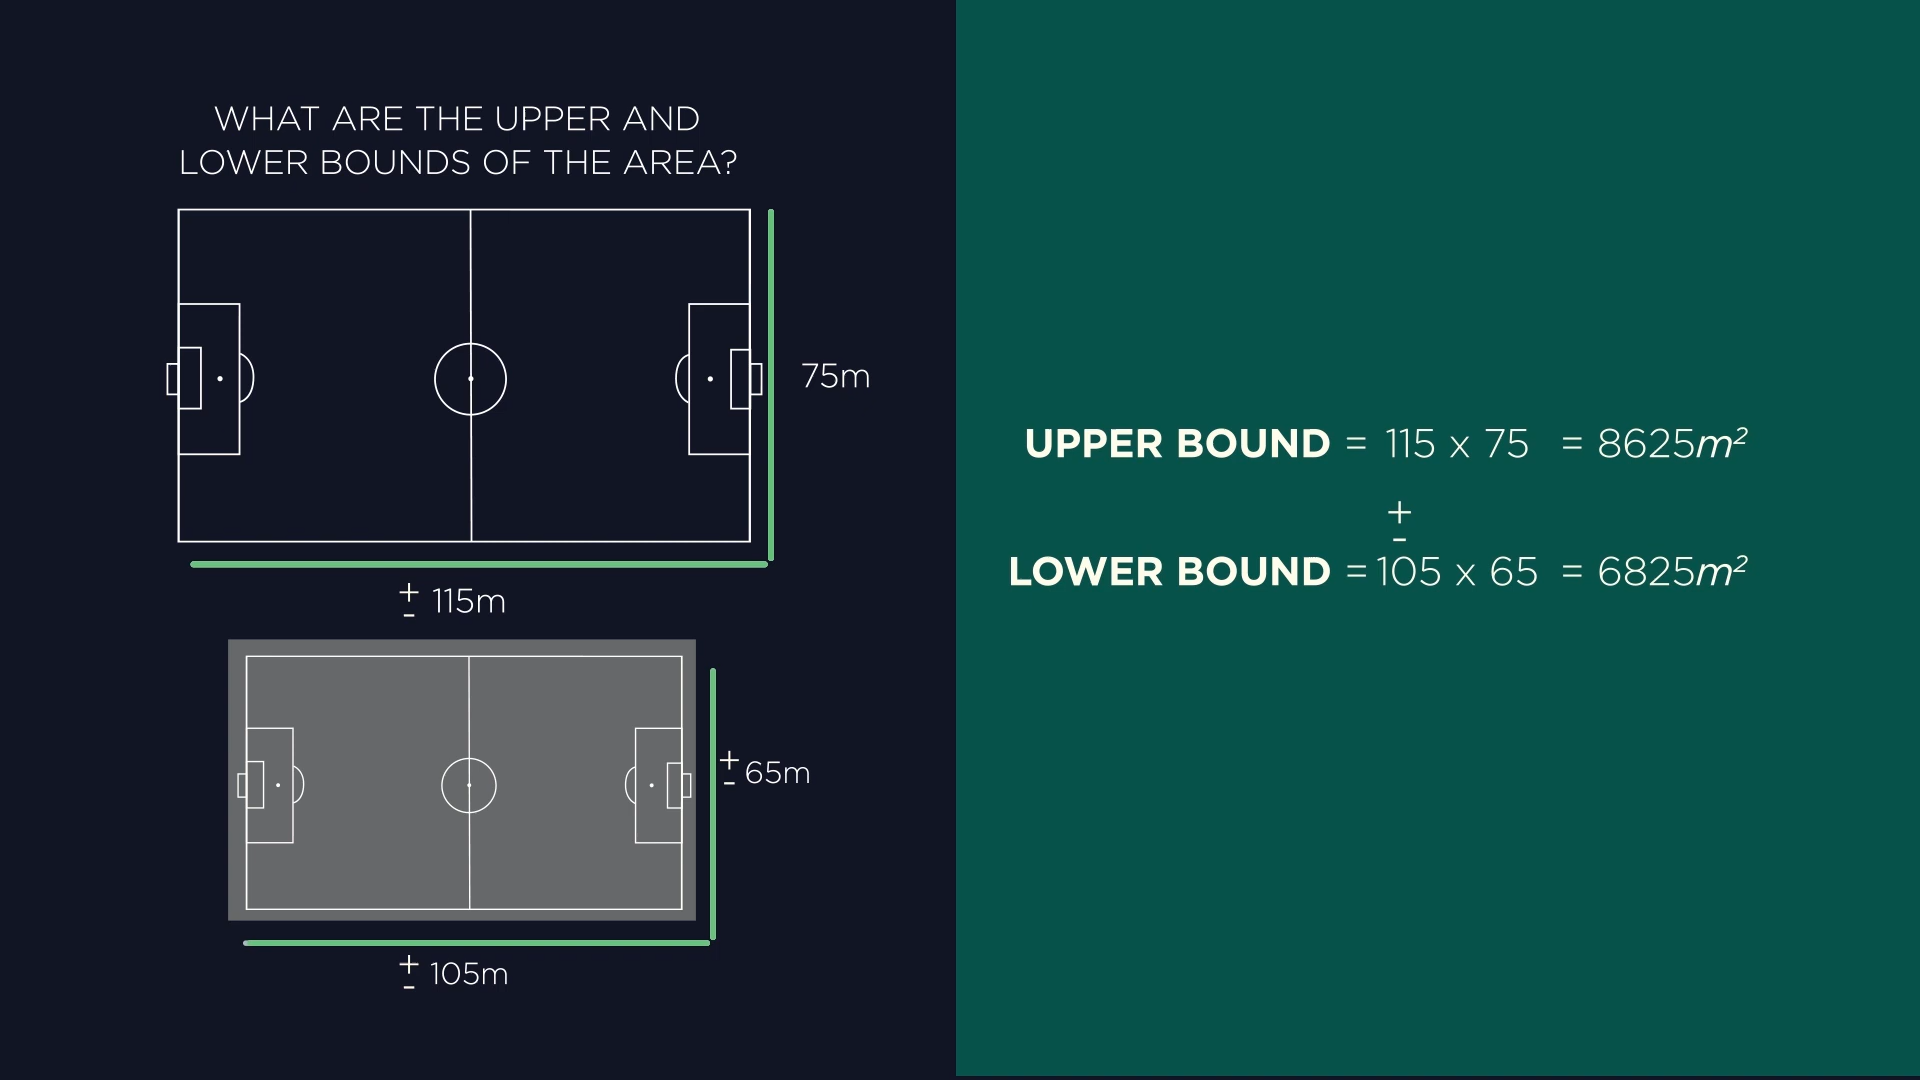 WHAT ARE THE UPPER AND
LOWER BOUNDS OF THE AREA?
75m
± 115m
± 65m
± 105m
UPPER BOUND = 115 x 75 = 8625m²
±
LOWER BOUND = 105 x 65 = 6825m²